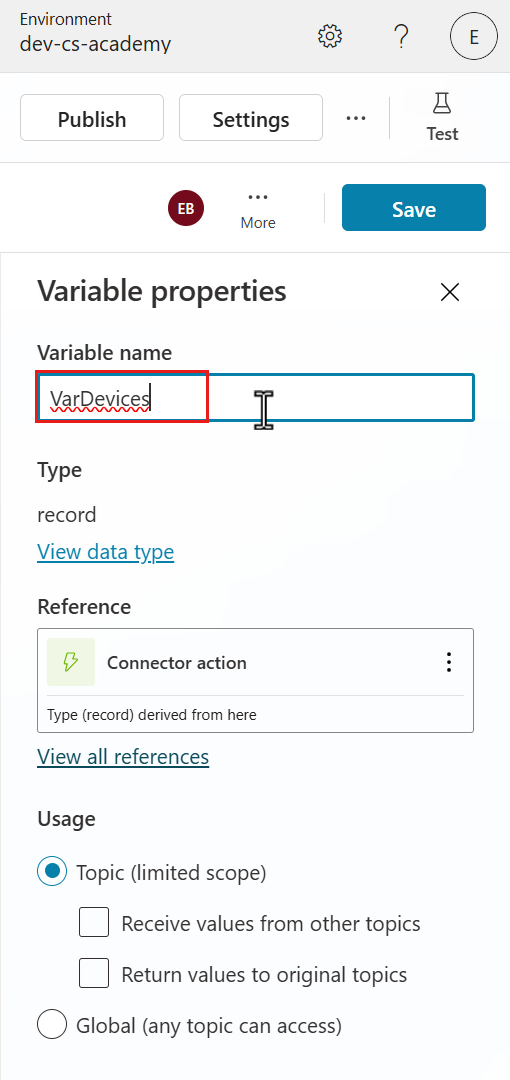 Environment
dev-cs-academy
?
E
Publish
Settings
...
Test
EB
...
More
Save
Variable properties
Variable name
VarDevices
Type
record
View data type
Reference
Connector action
Type (record) derived from here
View all references
Usage
Topic (limited scope)
Receive values from other topics
Return values to original topics
Global (any topic can access)